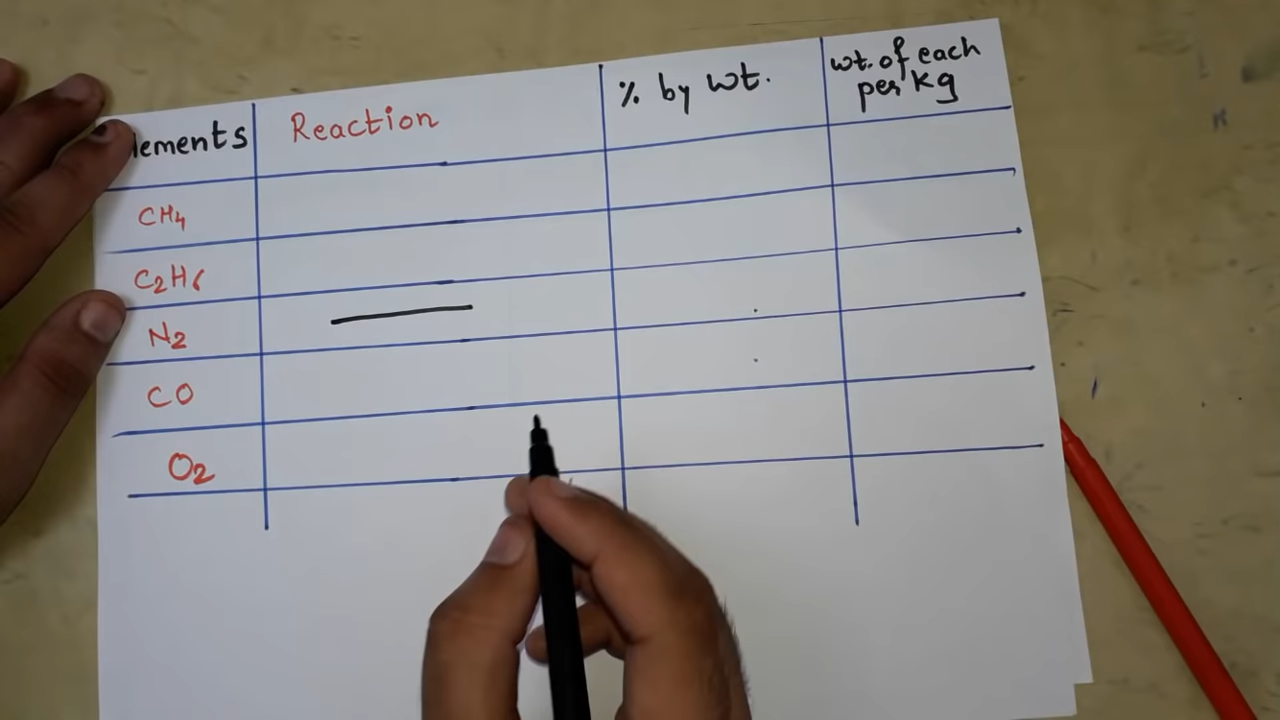 lements Reaction % by wt. wt. of each
per kg
CH4
C2H6
N2
CO
O2